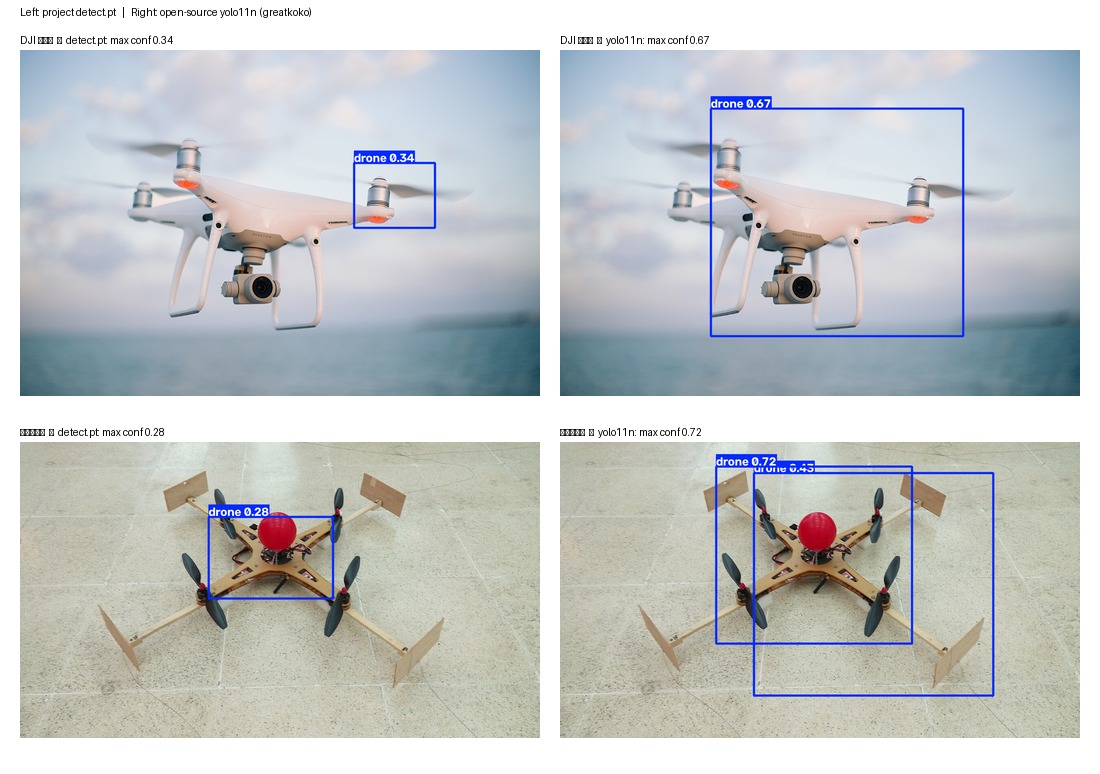 Left: project detect.pt | Right: open-source yolo11n (greatkoko)
DJI detect.pt: max conf 0.34
DJI yolo11n: max conf 0.67
drone 0.34
drone 0.67
detect.pt: max conf 0.28
yolo11n: max conf 0.72
drone 0.28
drone 0.72
drone 0.43